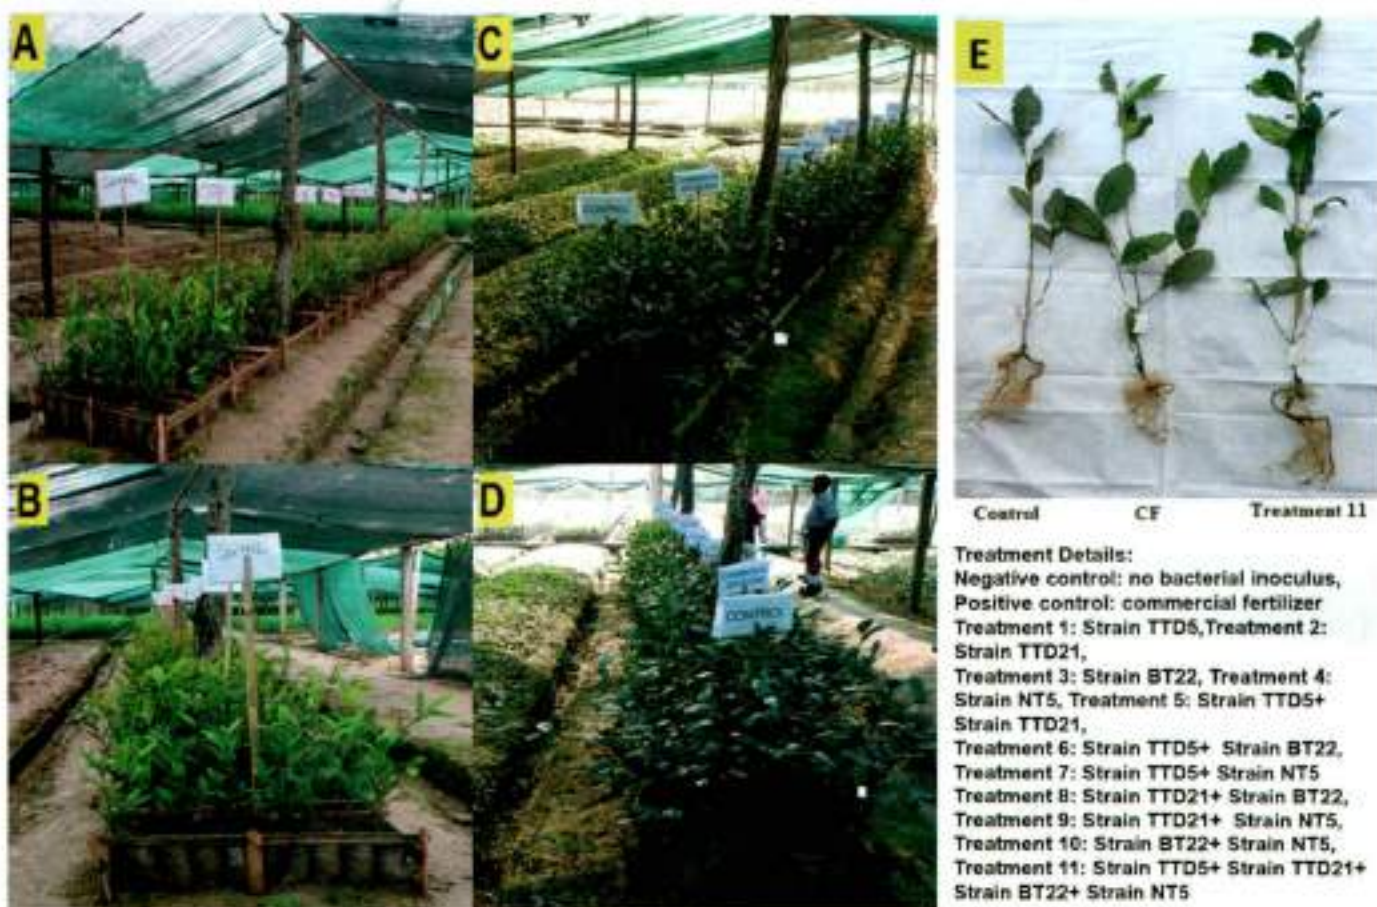 A
B
C
CONTROL
D
CONTROL
E
Control CF Treatment 11
Treatment Details:
Negative control: no bacterial inoculus,
Positive control: commercial fertilizer
Treatment 1: Strain TTD5,Treatment 2:
Strain TTD21,
Treatment 3: Strain BT22, Treatment 4:
Strain NT5, Treatment 5: Strain TTD5+
Strain TTD21,
Treatment 6: Strain TTD5+ Strain BT22,
Treatment 7: Strain TTD5+ Strain NT5
Treatment 8: Strain TTD21+ Strain BT22,
Treatment 9: Strain TTD21+ Strain NT5,
Treatment 10: Strain BT22+ Strain NT5,
Treatment 11: Strain TTD5+ Strain TTD21+
Strain BT22+ Strain NT5